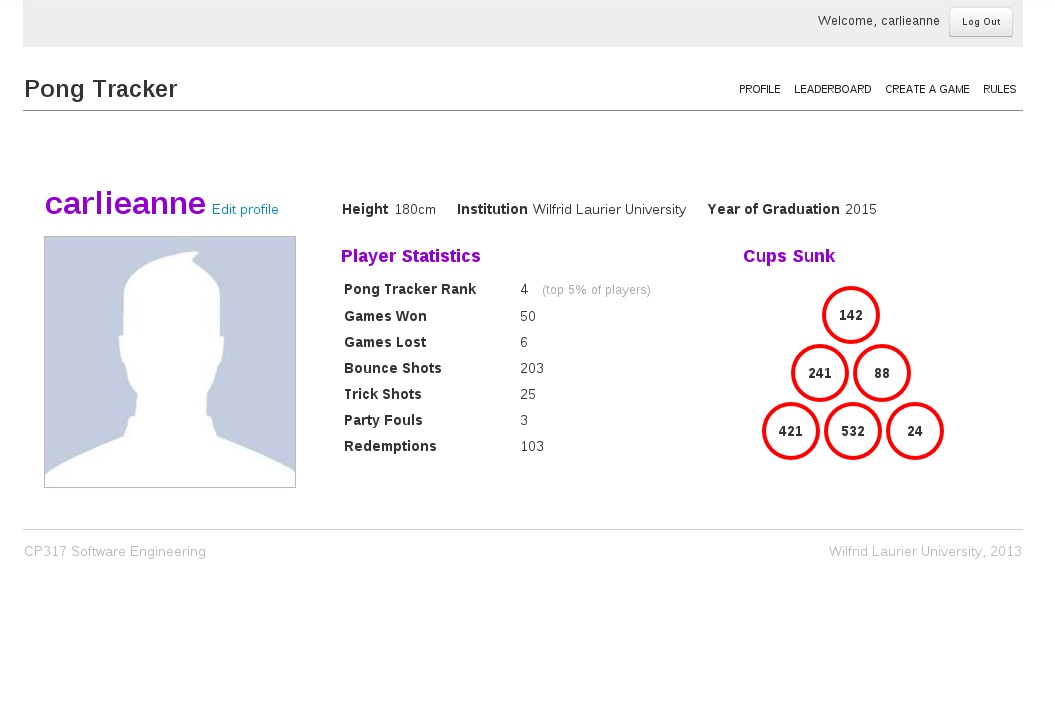 Welcome, carlieanne Log Out
Pong Tracker
PROFILE LEADERBOARD CREATE A GAME RULES
carlieanne Edit profile
Height 180cm Institution Wilfrid Laurier University Year of Graduation 2015
Player Statistics
Pong Tracker Rank 4 (top 5% of players)
Games Won 50
Games Lost 6
Bounce Shots 203
Trick Shots 25
Party Fouls 3
Redemptions 103
Cups Sunk
142
241 88
421 532 24
CP317 Software Engineering
Wilfrid Laurier University, 2013